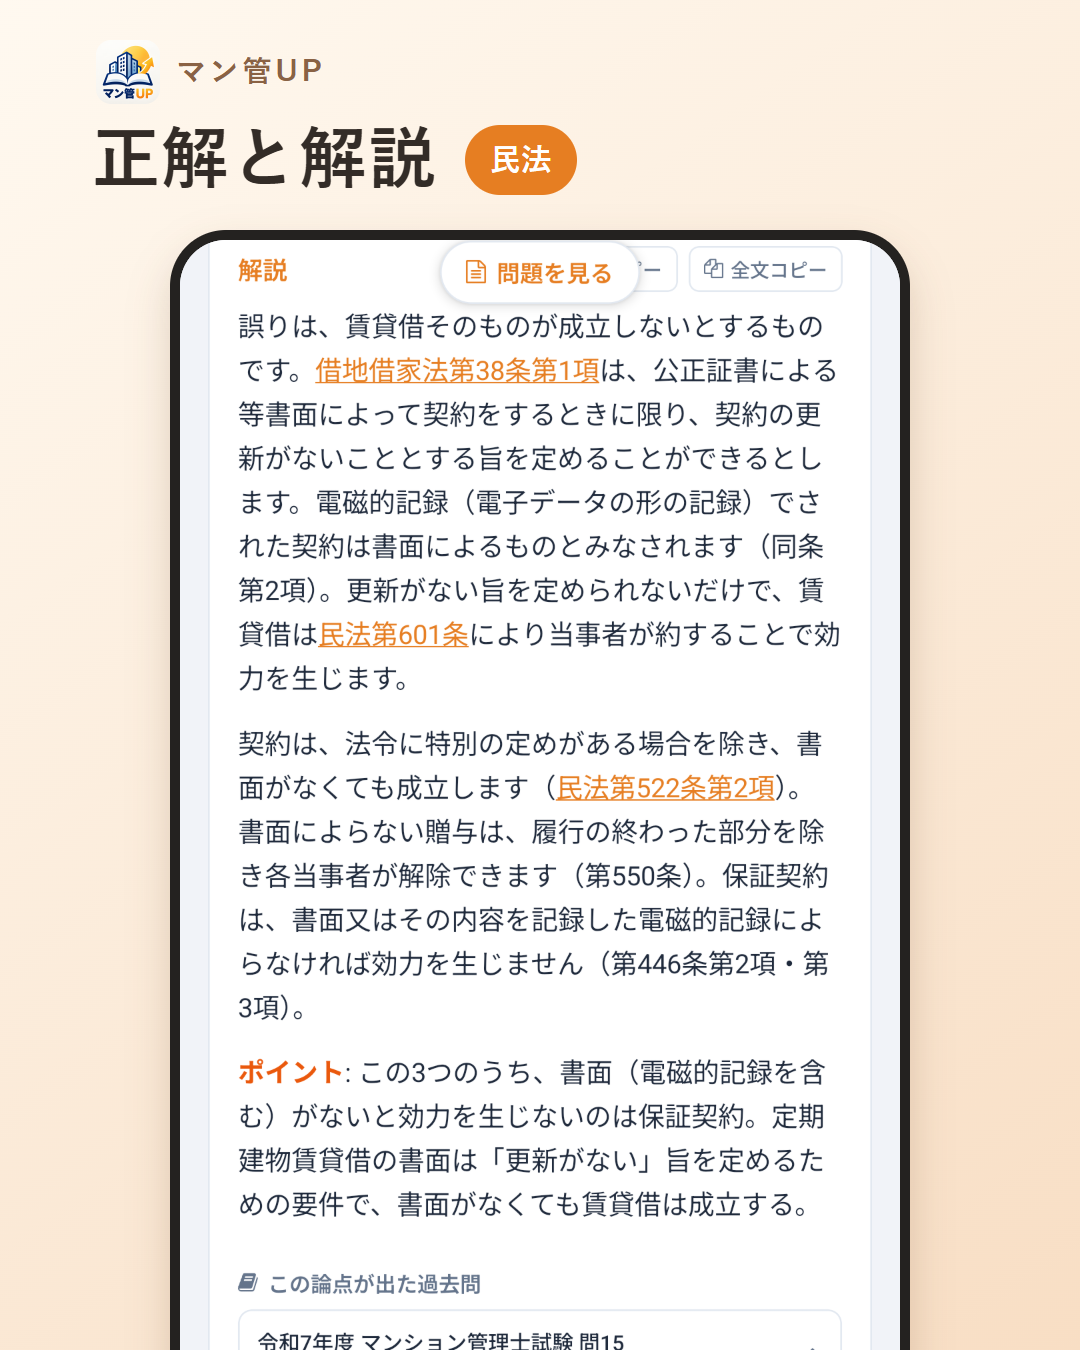 マン管UP
マン管UP
正解と解説
民法
解説
問題を見る
ピー
全文コピー
誤りは、賃貸借そのものが成立しないとするもの
です。借地借家法第38条第1項は、公正証書による
等書面によって契約をするときに限り、契約の更
新がないこととする旨を定めることができるとし
ます。電磁的記録（電子データの形の記録）でさ
れた契約は書面によるものとみなされます（同条
第2項）。更新がない旨を定められないだけで、賃
貸借は民法第601条により当事者が約することで効
力を生じます。
契約は、法令に特別の定めがある場合を除き、書
面がなくても成立します（民法第522条第2項）。
書面によらない贈与は、履行の終わった部分を除
き各当事者が解除できます（第550条）。保証契約
は、書面又はその内容を記録した電磁的記録によ
らなければ効力を生じません（第446条第2項・第
3項）。
ポイント: この3つのうち、書面（電磁的記録を含
む）がないと効力を生じないのは保証契約。定期
建物賃貸借の書面は「更新がない」旨を定めるた
めの要件で、書面がなくても賃貸借は成立する。
この論点が出た過去問
令和7年度 マンション管理士試験 問15